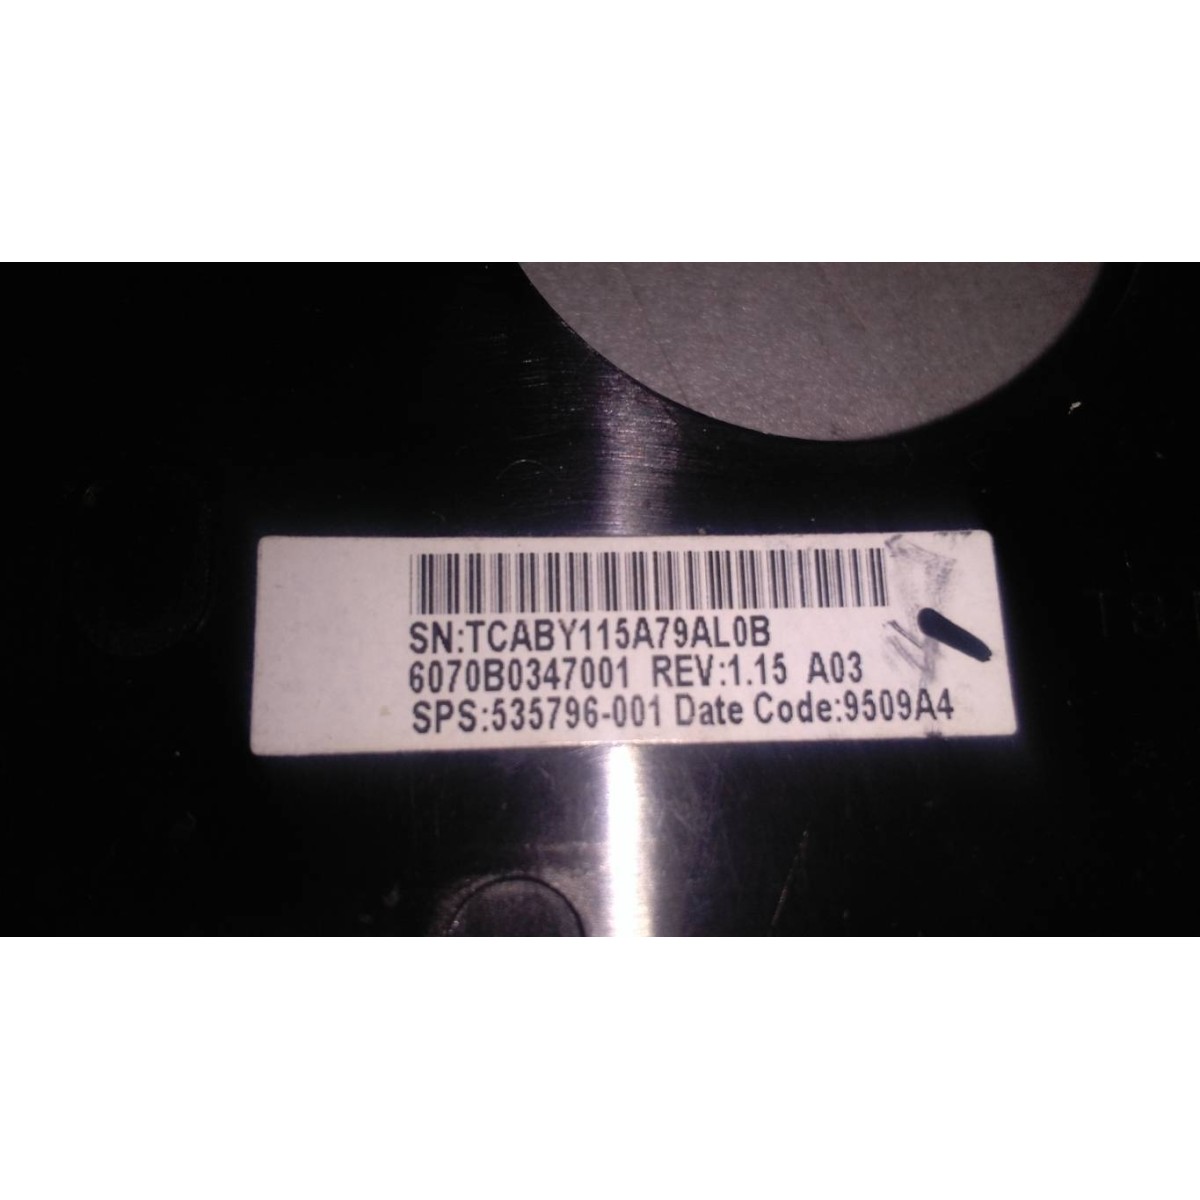 SN:TCABY115A79AL0B
6070B0347001 REV:1.15 A03
SPS:535796-001 Date Code:9509A4